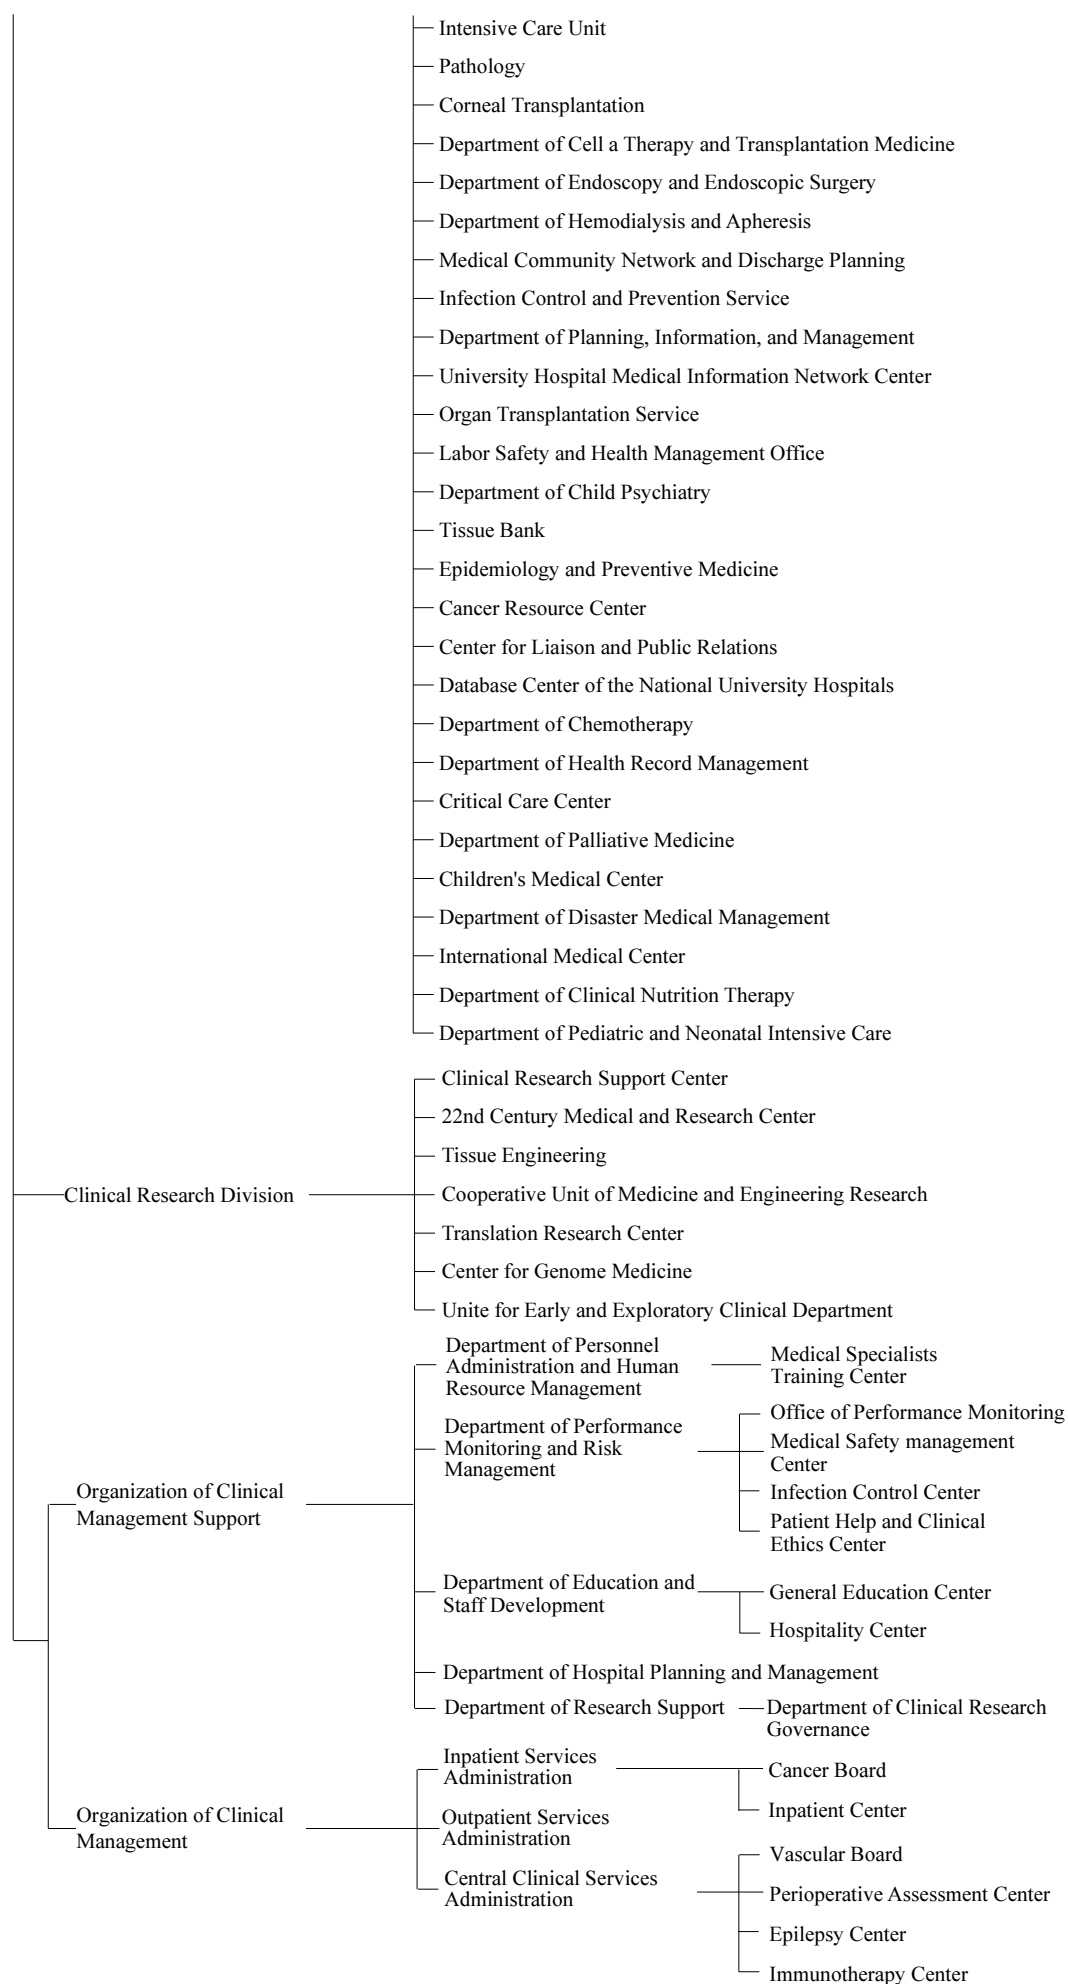 Intensive Care Unit
Pathology
Corneal Transplantation
Department of Cell a Therapy and Transplantation Medicine
Department of Endoscopy and Endoscopic Surgery
Department of Hemodialysis and Apheresis
Medical Community Network and Discharge Planning
Infection Control and Prevention Service
Department of Planning, Information, and Management
University Hospital Medical Information Network Center
Organ Transplantation Service
Labor Safety and Health Management Office
Department of Child Psychiatry
Tissue Bank
Epidemiology and Preventive Medicine
Cancer Resource Center
Center for Liaison and Public Relations
Database Center of the National University Hospitals
Department of Chemotherapy
Department of Health Record Management
Critical Care Center
Department of Palliative Medicine
Children's Medical Center
Department of Disaster Medical Management
International Medical Center
Department of Clinical Nutrition Therapy
Department of Pediatric and Neonatal Intensive Care
Clinical Research Division
Clinical Research Support Center
22nd Century Medical and Research Center
Tissue Engineering
Cooperative Unit of Medicine and Engineering Research
Translation Research Center
Center for Genome Medicine
Unite for Early and Exploratory Clinical Department
Organization of Clinical
Management Support
Department of Personnel
Administration and Human
Resource Management
Medical Specialists
Training Center
Department of Performance
Monitoring and Risk
Management
Office of Performance Monitoring
Medical Safety management
Center
Infection Control Center
Patient Help and Clinical
Ethics Center
Department of Education and
Staff Development
General Education Center
Hospitality Center
Department of Hospital Planning and Management
Department of Research Support
Department of Clinical Research
Governance
Organization of Clinical
Management
Inpatient Services
Administration
Cancer Board
Inpatient Center
Outpatient Services
Administration
Central Clinical Services
Administration
Vascular Board
Perioperative Assessment Center
Epilepsy Center
Immunotherapy Center